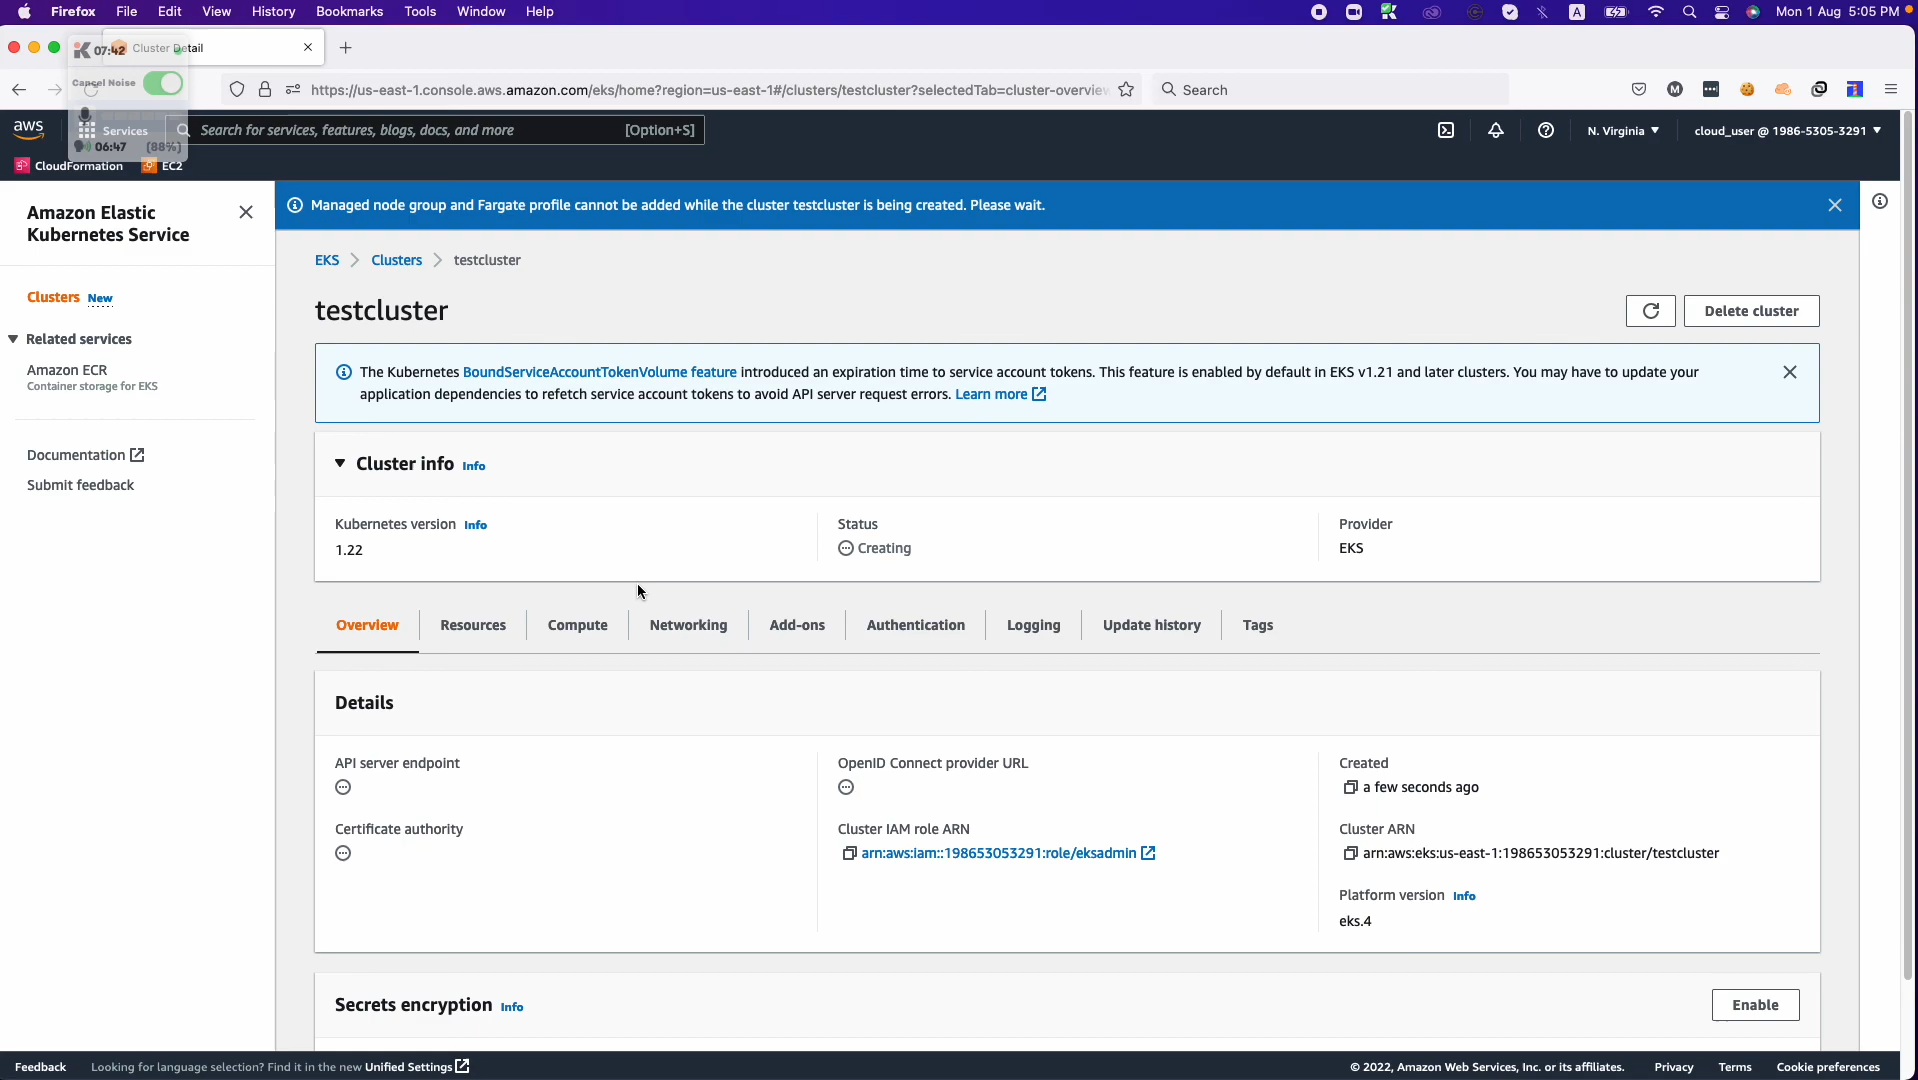 Firefox File Edit View History Bookmarks Tools Window Help
A Mon 1 Aug 5:05 PM
07:42 Cluster Detail
Cancel Noise
https://us-east-1.console.aws.amazon.com/eks/home?region=us-east-1#/clusters/testcluster?selectedTab=cluster-overview
Search
aws Services Search for services, features, blogs, docs, and more [Option+S] N. Virginia cloud_user @ 1986-5305-3291
06:47 (88%)
CloudFormation EC2
Amazon Elastic
Kubernetes Service
Clusters New
Related services
Amazon ECR
Container storage for EKS
Documentation
Submit feedback
Managed node group and Fargate profile cannot be added while the cluster testcluster is being created. Please wait.
EKS Clusters testcluster
testcluster
Delete cluster
The Kubernetes BoundServiceAccountTokenVolume feature introduced an expiration time to service account tokens. This feature is enabled by default in EKS v1.21 and later clusters. You may have to update your
application dependencies to refetch service account tokens to avoid API server request errors. Learn more
Cluster info Info
Kubernetes version Info
1.22
Status
Creating
Provider
EKS
Overview Resources Compute Networking Add-ons Authentication Logging Update history Tags
Details
API server endpoint
Certificate authority
OpenID Connect provider URL
Cluster IAM role ARN
arn:aws:iam::198653053291:role/eksadmin
Created
a few seconds ago
Cluster ARN
arn:aws:eks:us-east-1:198653053291:cluster/testcluster
Platform version Info
eks.4
Secrets encryption Info
Enable
Feedback Looking for language selection? Find it in the new Unified Settings © 2022, Amazon Web Services, Inc. or its affiliates. Privacy Terms Cookie preferences